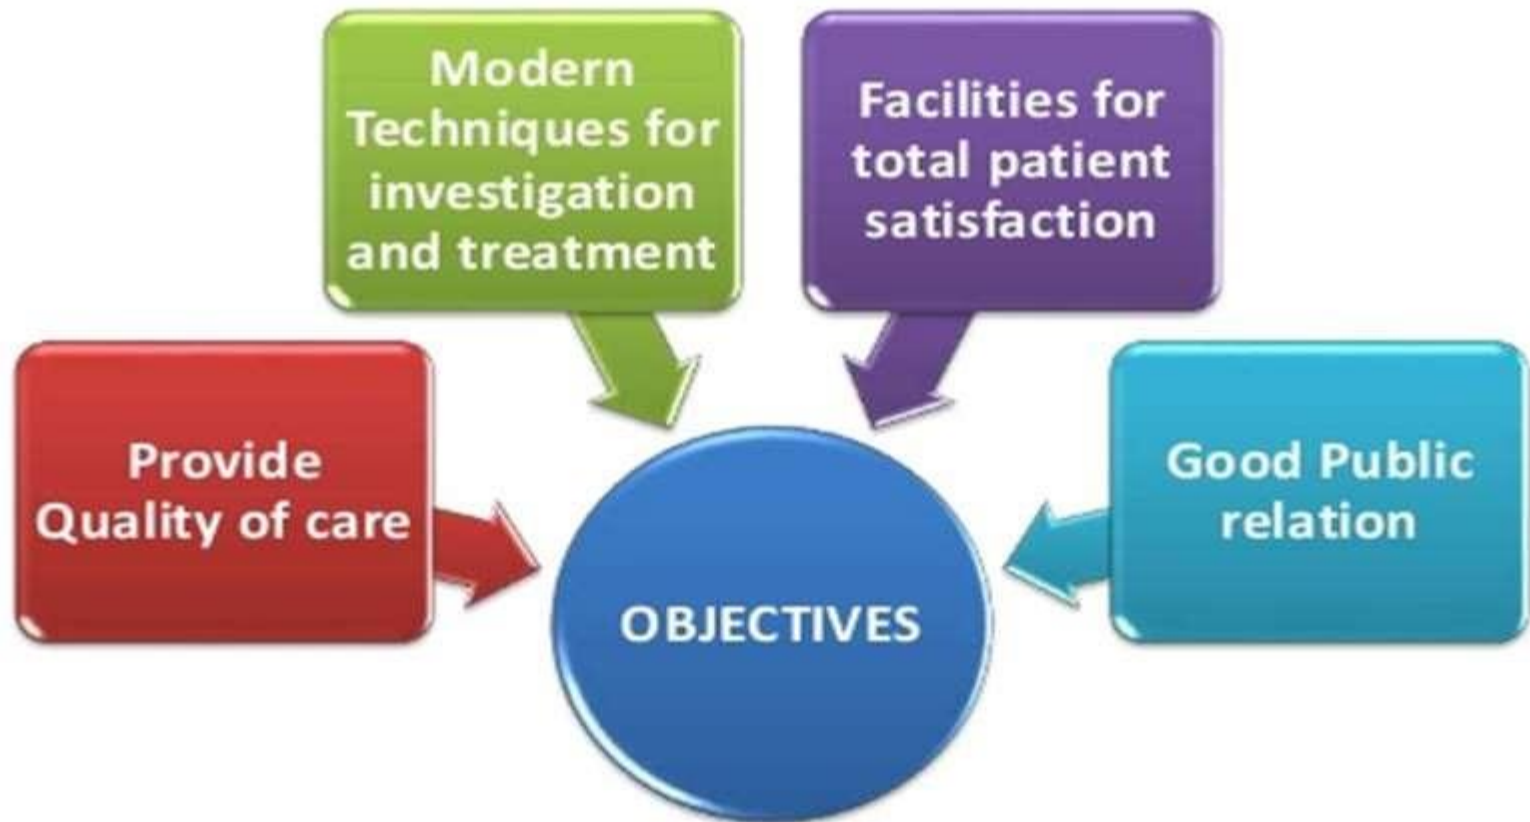 Modern
Techniques for
investigation
and treatment
Facilities for
total patient
satisfaction
Provide
Quality of care
Good Public
relation
OBJECTIVES